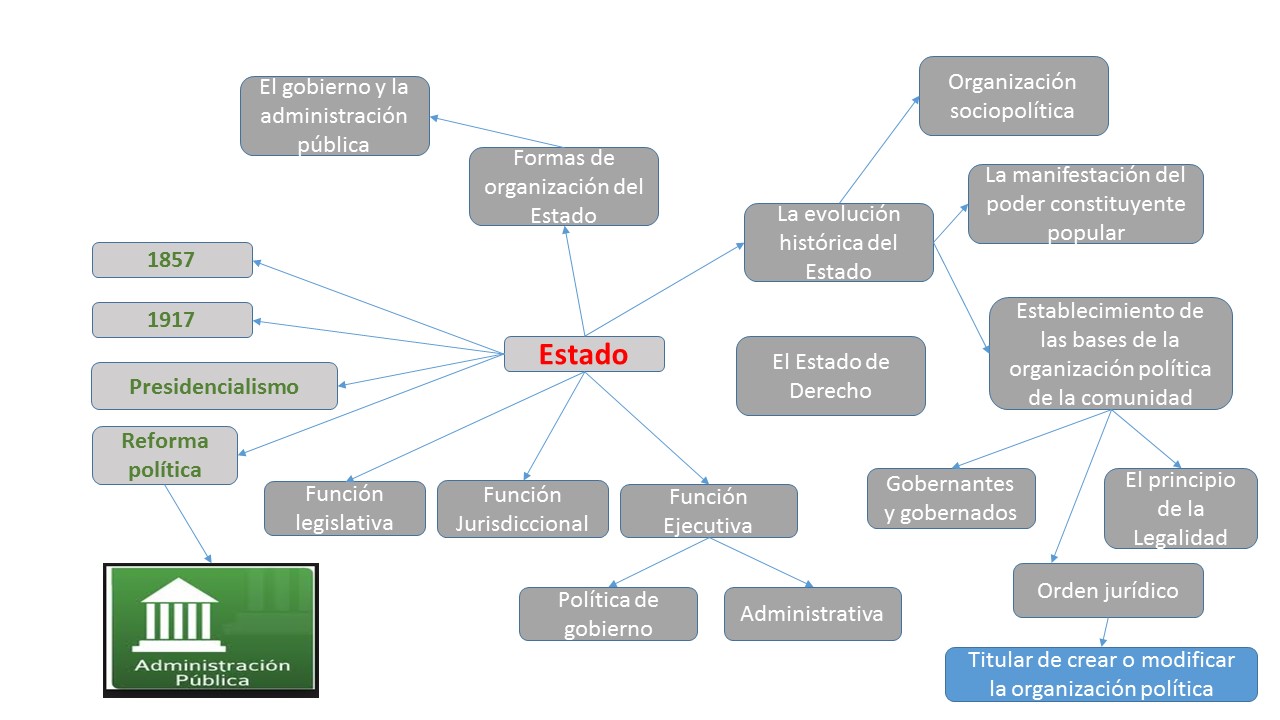 Organización
sociopolítica
El gobierno y la
administración
pública
Formas de
organización del
Estado
La manifestación del
poder constituyente
popular
La evolución
histórica del
Estado
1857
1917
Establecimiento de
las bases de la
organización política
de la comunidad
Estado
El Estado de
Derecho
Presidencialismo
Reforma
política
Función
legislativa
Función
Jurisdiccional
Función
Ejecutiva
Gobernantes
y gobernados
El principio
de la
Legalidad
Política de
gobierno
Administrativa
Orden jurídico
Administración
Pública
Titular de crear o modificar
la organización política